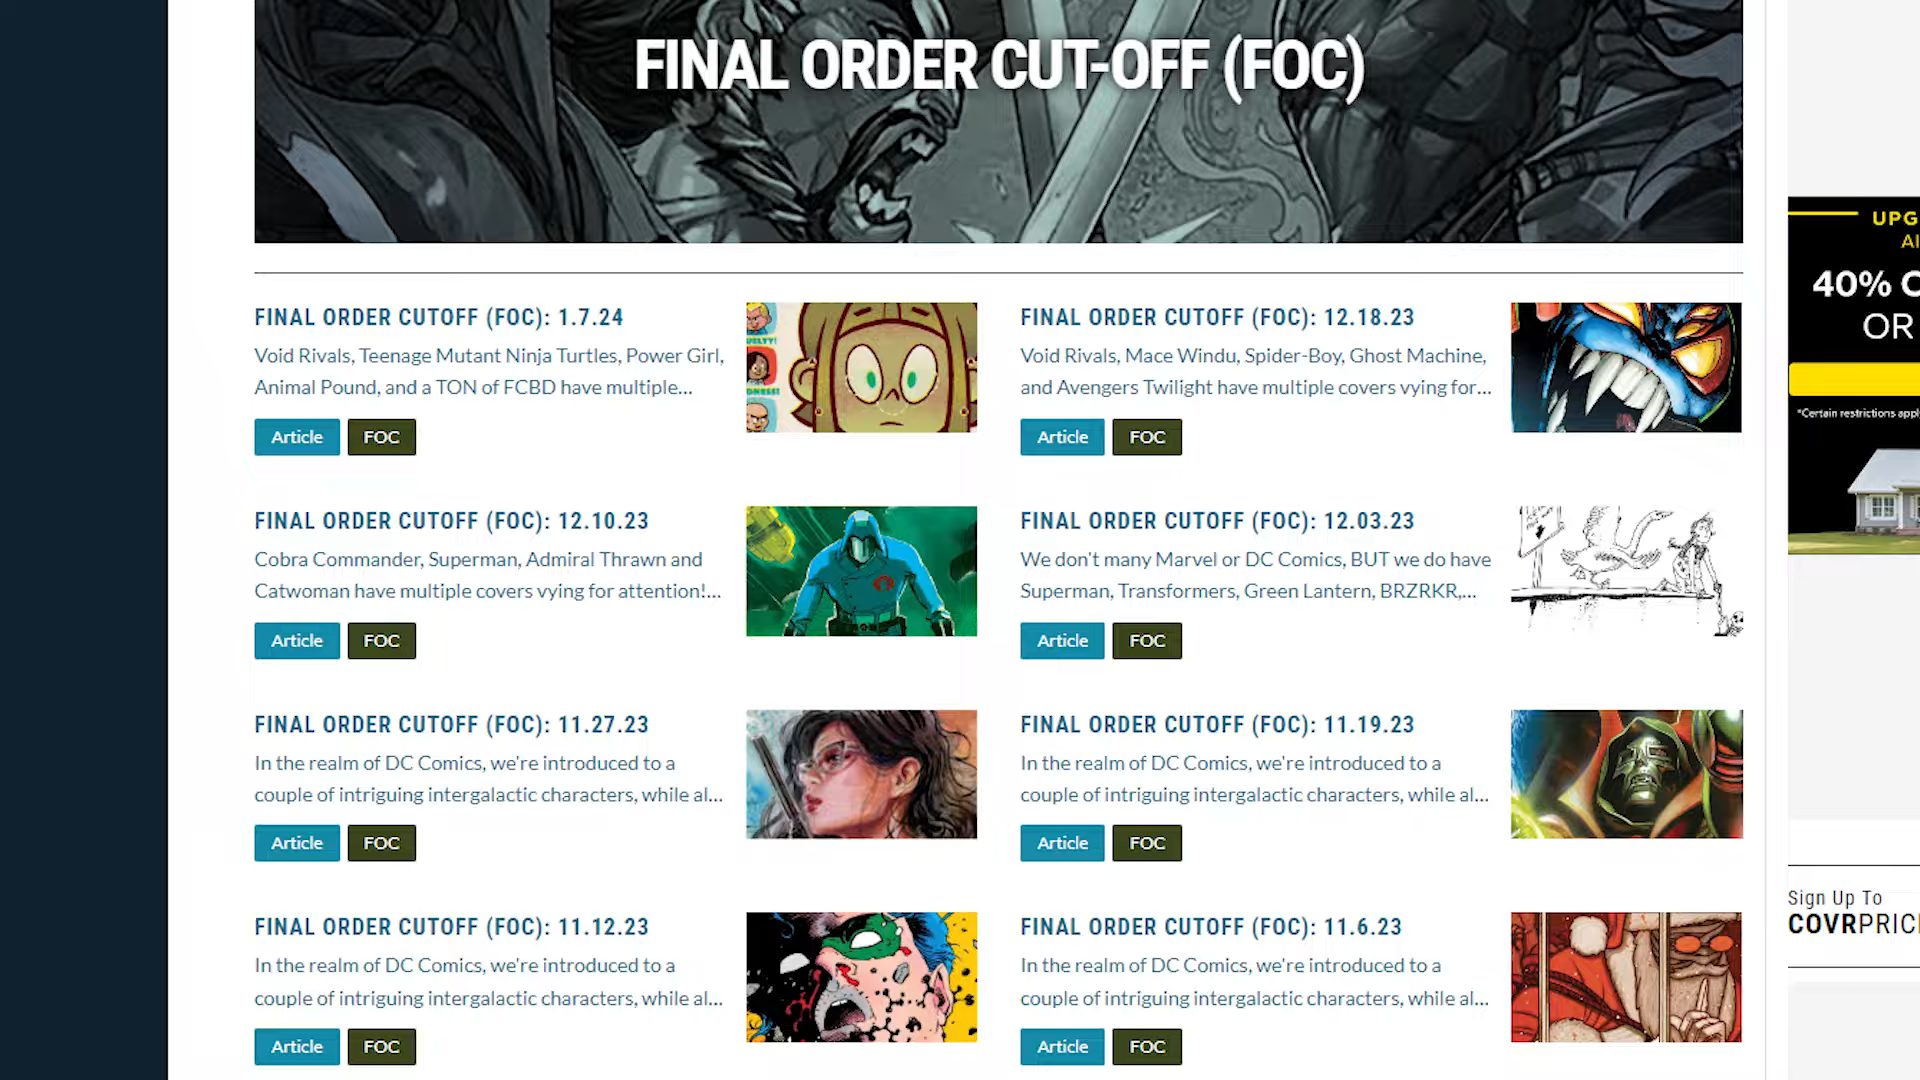 FINAL ORDER CUT-OFF (FOC)
FINAL ORDER CUTOFF (FOC): 1.7.24
Void Rivals, Teenage Mutant Ninja Turtles, Power Girl,
Animal Pound, and a TON of FCBD have multiple...
Article FOC
FINAL ORDER CUTOFF (FOC): 12.18.23
Void Rivals, Mace Windu, Spider-Boy, Ghost Machine,
and Avengers Twilight have multiple covers vying for...
Article FOC
FINAL ORDER CUTOFF (FOC): 12.10.23
Cobra Commander, Superman, Admiral Thrawn and
Catwoman have multiple covers vying for attention!...
Article FOC
FINAL ORDER CUTOFF (FOC): 12.03.23
We don't many Marvel or DC Comics, BUT we do have
Superman, Transformers, Green Lantern, BRZRKR,...
Article FOC
FINAL ORDER CUTOFF (FOC): 11.27.23
In the realm of DC Comics, we're introduced to a
couple of intriguing intergalactic characters, while al...
Article FOC
FINAL ORDER CUTOFF (FOC): 11.19.23
In the realm of DC Comics, we're introduced to a
couple of intriguing intergalactic characters, while al...
Article FOC
FINAL ORDER CUTOFF (FOC): 11.12.23
In the realm of DC Comics, we're introduced to a
couple of intriguing intergalactic characters, while al...
Article FOC
FINAL ORDER CUTOFF (FOC): 11.6.23
In the realm of DC Comics, we're introduced to a
couple of intriguing intergalactic characters, while al...
Article FOC
UPG
Al
40%
OR
*Certain restrictions appl
Sign Up To
COVRPRIC